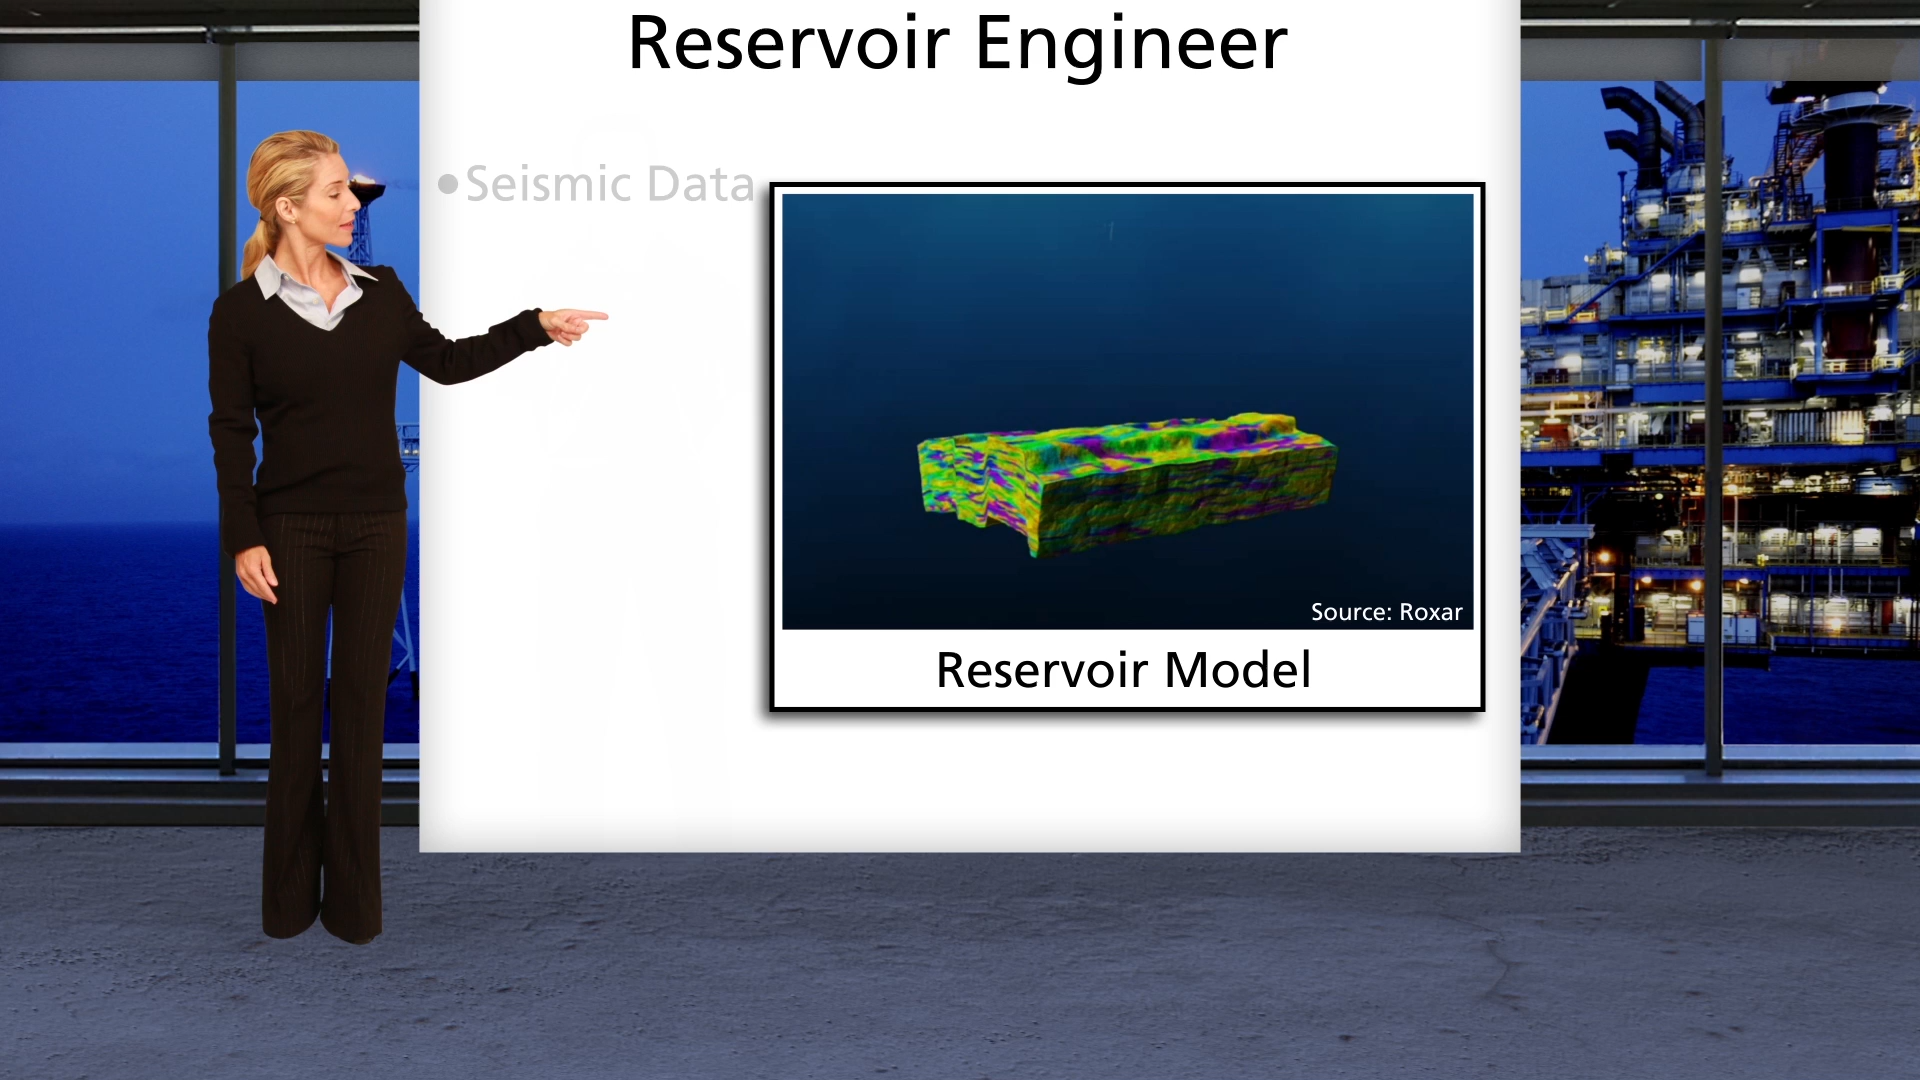 Reservoir Engineer
•Seismic Data
Source: Roxar
Reservoir Model